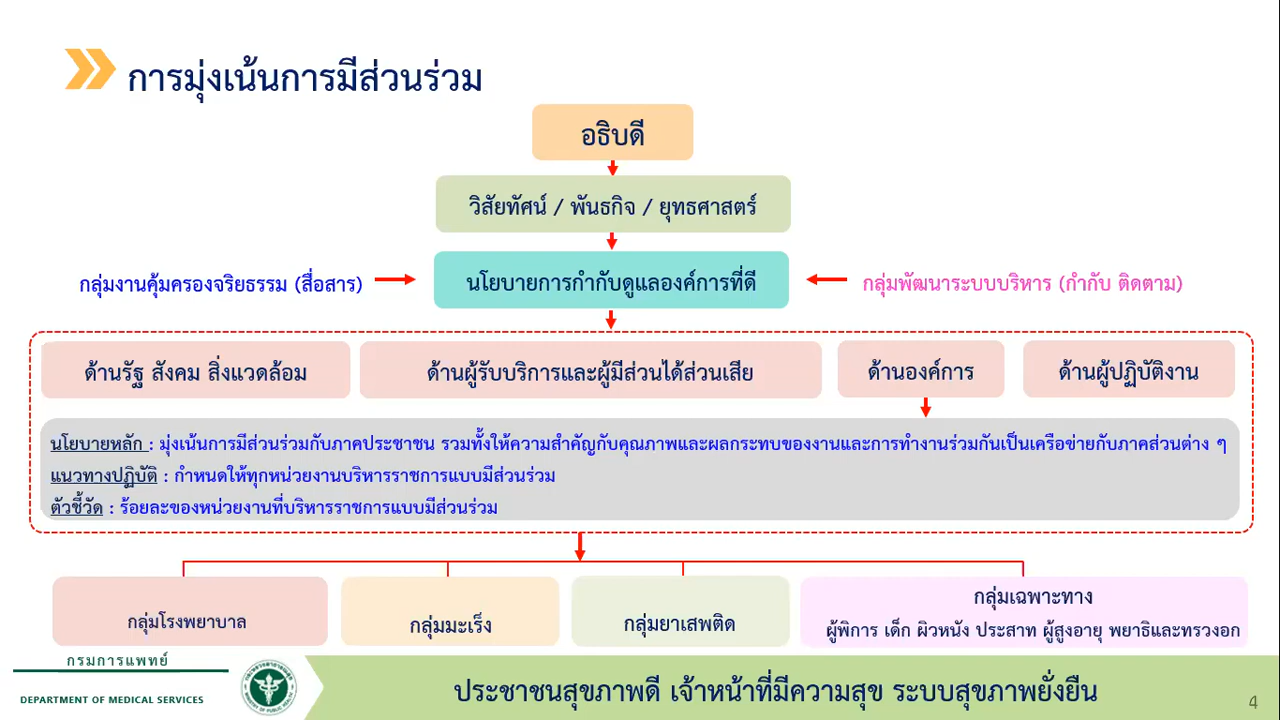 การมุ่งเน้นการมีส่วนร่วม
อธิบดี
วิสัยทัศน์ / พันธกิจ / ยุทธศาสตร์
กลุ่มงานคุ้มครองจริยธรรม (สื่อสาร)
นโยบายการกำกับดูแลองค์การที่ดี
กลุ่มพัฒนาระบบบริหาร (กำกับ ติดตาม)
ด้านรัฐ สังคม สิ่งแวดล้อม
ด้านผู้รับบริการและผู้มีส่วนได้ส่วนเสีย
ด้านองค์การ
ด้านผู้ปฏิบัติงาน
นโยบายหลัก : มุ่งเน้นการมีส่วนร่วมกับภาคประชาชน รวมทั้งให้ความสำคัญกับคุณภาพและผลกระทบของงานและการทำงานร่วมกันเป็นเครือข่ายกับภาคส่วนต่าง ๆ
แนวทางปฏิบัติ : กำหนดให้ทุกหน่วยงานบริหารราชการแบบมีส่วนร่วม
ตัวชี้วัด : ร้อยละของหน่วยงานที่บริหารราชการแบบมีส่วนร่วม
กลุ่มโรงพยาบาล
กลุ่มมะเร็ง
กลุ่มยาเสพติด
กลุ่มเฉพาะทาง
ผู้พิการ เด็ก ผิวหนัง ประสาท ผู้สูงอายุ พยาธิและทรวงอก
กรมการแพทย์
DEPARTMENT OF MEDICAL SERVICES
ประชาชนสุขภาพดี เจ้าหน้าที่มีความสุข ระบบสุขภาพยั่งยืน
4